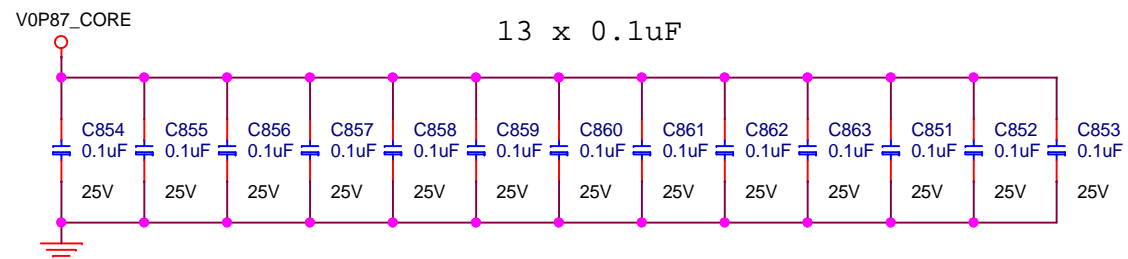 V0P87_CORE
13 x 0.1uF
C854 C855 C856 C857 C858 C859 C860 C861 C862 C863 C851 C852 C853
0.1uF 0.1uF 0.1uF 0.1uF 0.1uF 0.1uF 0.1uF 0.1uF 0.1uF 0.1uF 0.1uF 0.1uF 0.1uF
25V 25V 25V 25V 25V 25V 25V 25V 25V 25V 25V 25V 25V